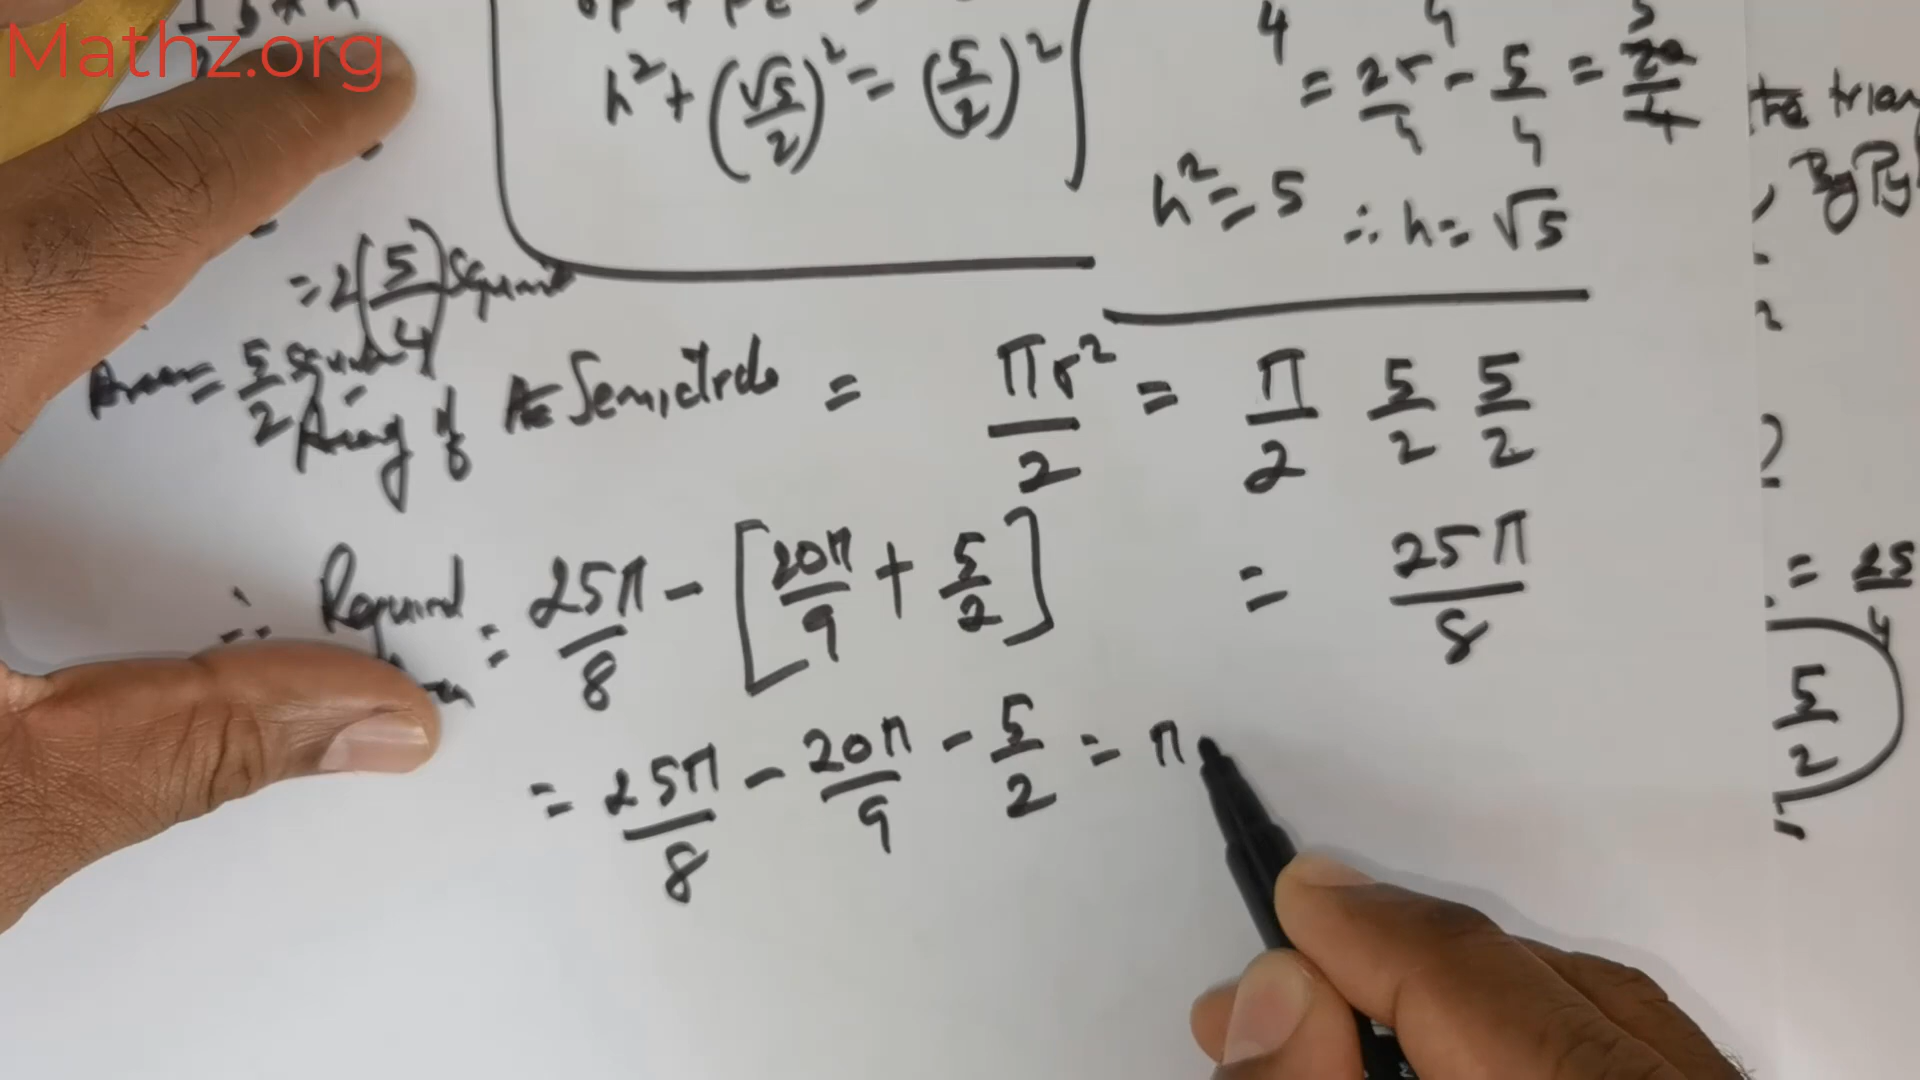 Mathz.org
h² + (√5/2)² = (5/2)²
= 25/4 - 5/4 = 20/4
h² = 5 ∴ h = √5
= 2(5/4) square
Area = 5/2 square
Area of Semicircle = πr²/2 = π/2 5/2 5/2
= 25π/8
∴ Required = 25π/8 - [20π/9 + 5/2]
= 25π/8 - 20π/9 - 5/2 = π
the trian
, By Py
= 25/4
5/2